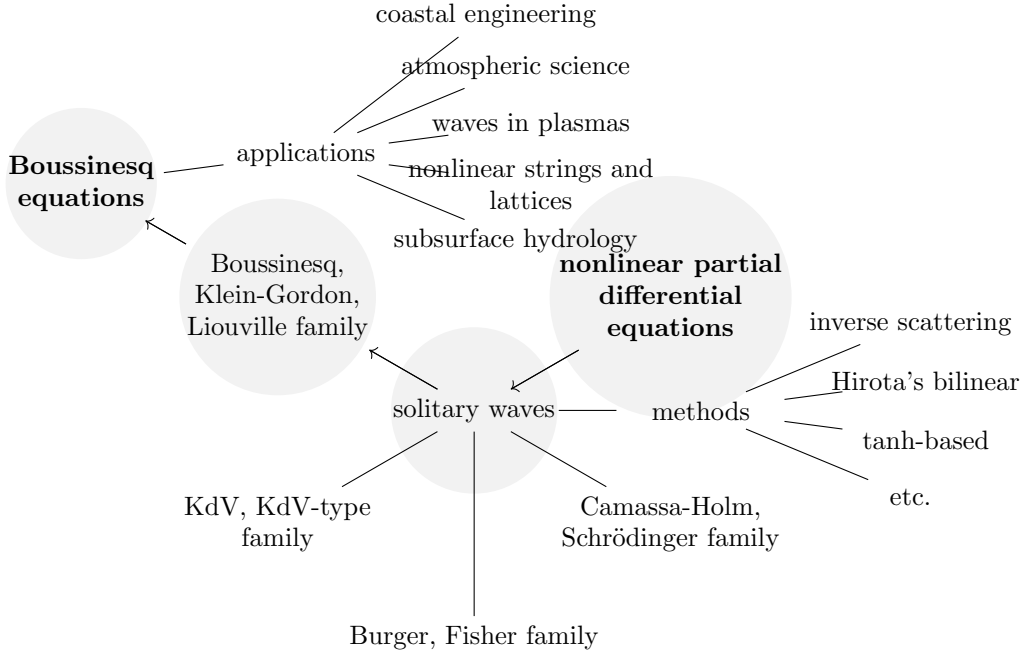 coastal engineering
atmospheric science
waves in plasmas
applications
nonlinear strings and
lattices
subsurface hydrology
Boussinesq
equations
Boussinesq,
Klein-Gordon,
Liouville family
nonlinear partial
differential
equations
inverse scattering
Hirota's bilinear
tanh-based
etc.
methods
solitary waves
KdV, KdV-type
family
Camassa-Holm,
Schrödinger family
Burger, Fisher family